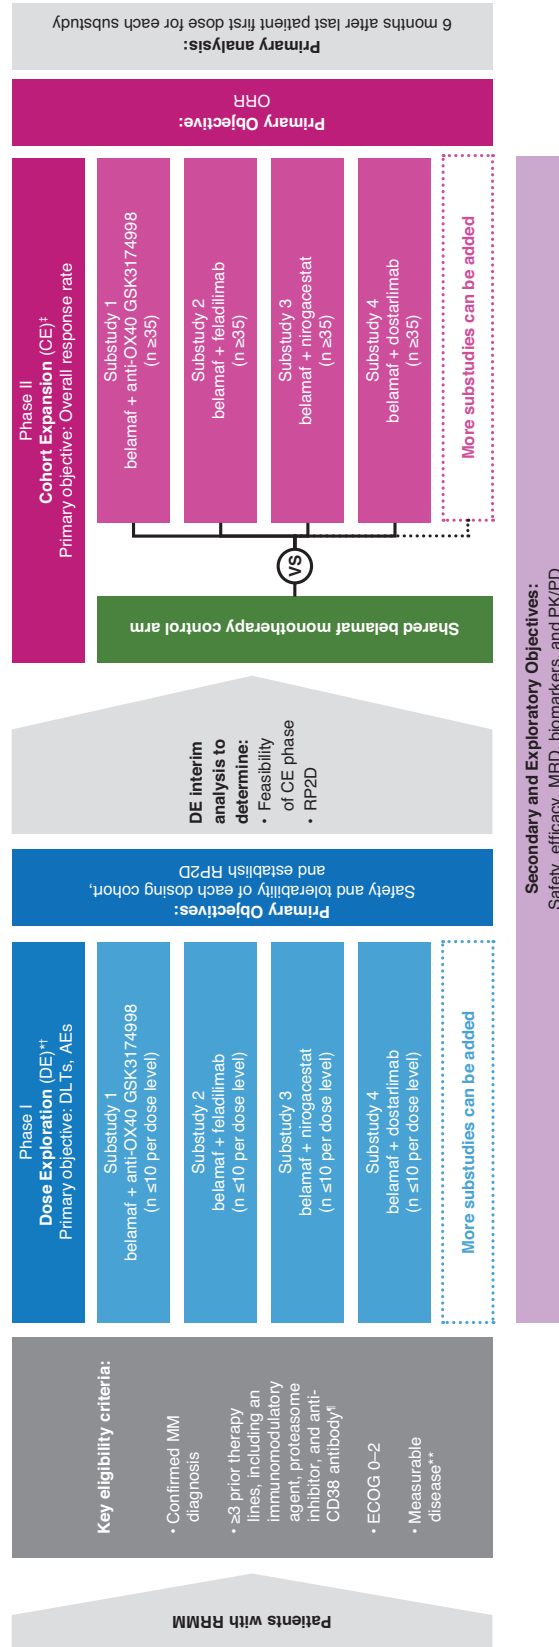 Patients with RRMM
Key eligibility criteria:
• Confirmed MM
diagnosis
• ≥3 prior therapy
lines, including an
immunomodulatory
agent, proteasome
inhibitor, and anti-
CD38 antibody¶
• ECOG 0–2
• Measurable
disease**
Phase I
Dose Exploration (DE)*†
Primary objective: DLTs, AEs
Substudy 1
belamaf + anti-OX40 GSK3174998
(n ≤10 per dose level)
Substudy 2
belamaf + feladilimab
(n ≤10 per dose level)
Substudy 3
belamaf + nirogacestat
(n ≤10 per dose level)
Substudy 4
belamaf + dostarlimab
(n ≤10 per dose level)
More substudies can be added
Primary Objectives:
Safety and tolerability of each dosing cohort,
and establish RP2D
DE interim
analysis to
determine:
• Feasibility
of CE phase
• RP2D
Phase II
Cohort Expansion (CE)‡
Primary objective: Overall response rate
Shared belamaf monotherapy control arm
VS
Substudy 1
belamaf + anti-OX40 GSK3174998
(n ≥35)
Substudy 2
belamaf + feladilimab
(n ≥35)
Substudy 3
belamaf + nirogacestat
(n ≥35)
Substudy 4
belamaf + dostarlimab
(n ≥35)
More substudies can be added
Primary Objective:
ORR
Primary analysis:
6 months after last patient first dose for each substudy
Secondary and Exploratory Objectives:
Safety, efficacy, MRD, biomarkers, and PK/PD